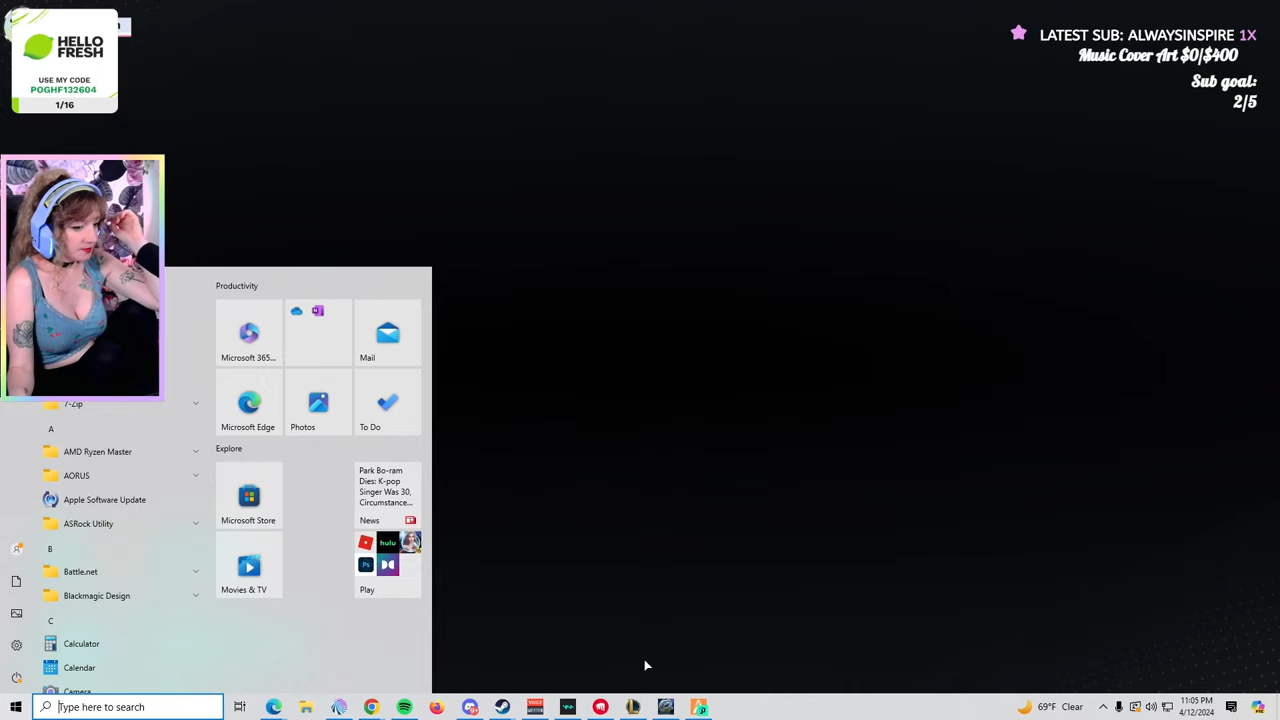 HELLO
FRESH
USE MY CODE
POGHF132604
1/16
LATEST SUB: ALWAYSINSPIRE 1X
Music Cover Art $0/$400
Sub goal:
2/5
Productivity
Microsoft 365...
Mail
Microsoft Edge
Photos
To Do
Explore
Microsoft Store
Park Bo-ram
Dies: K-pop
Singer Was 30,
Circumstance...
News
hulu
Ps
Movies & TV
Play
7-Zip
A
AMD Ryzen Master
AORUS
Apple Software Update
ASRock Utility
B
Battle.net
Blackmagic Design
C
Calculator
Calendar
Camera
Type here to search
69°F Clear
11:05 PM
4/12/2024